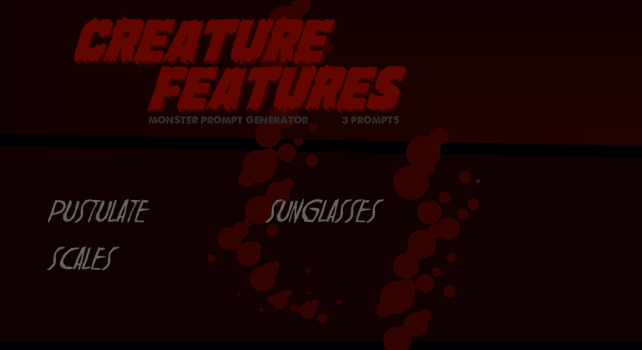 CREATURE
FEATURES
MONSTER PROMPT GENERATOR 3 PROMPTS
PUSTULATE SUNGLASSES
SCALES